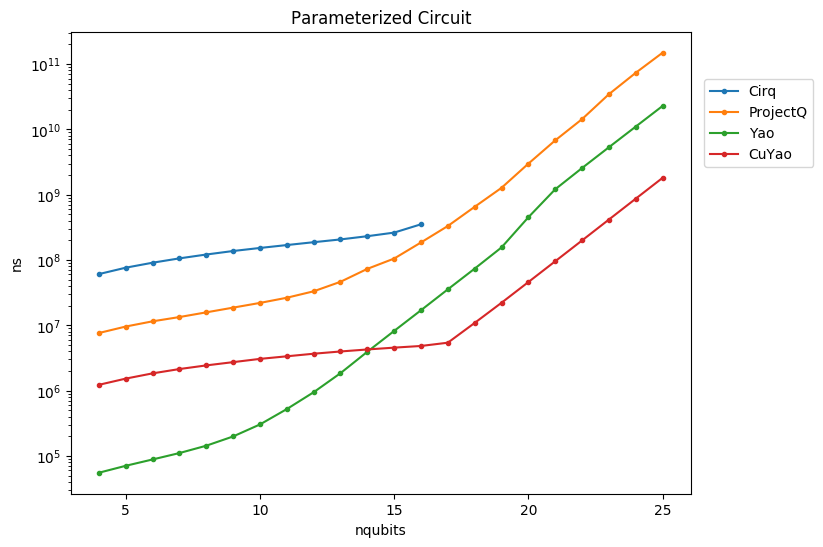 Parameterized Circuit
ns
10¹¹
10¹⁰
10⁹
10⁸
10⁷
10⁶
10⁵
5 10 15 20 25
nqubits
Cirq
ProjectQ
Yao
CuYao